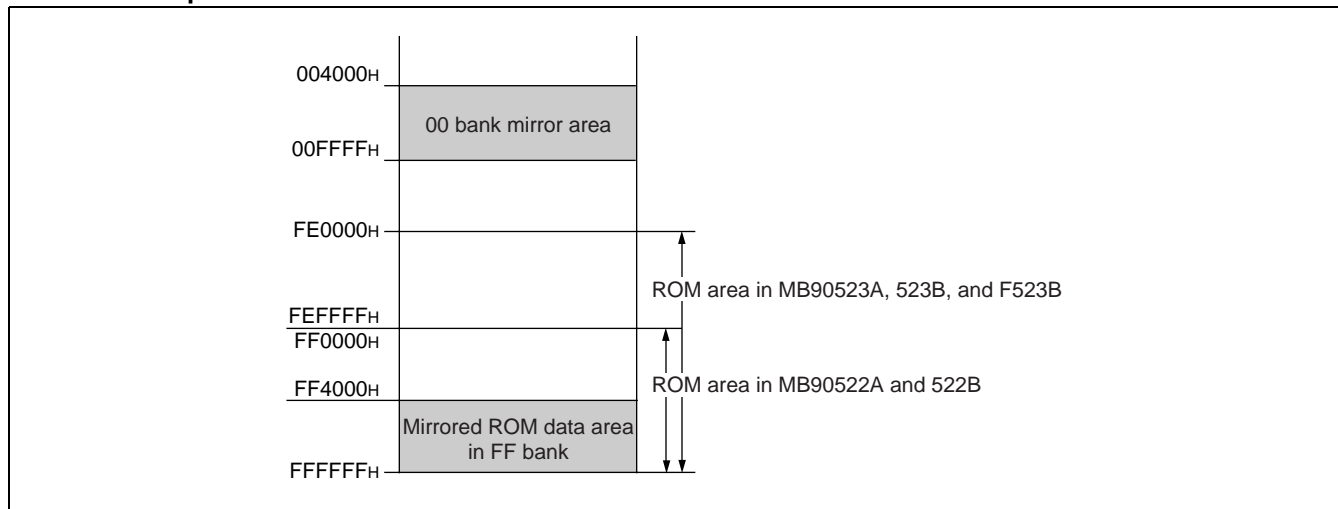 004000H
00 bank mirror area
00FFFFH
FE0000H
ROM area in MB90523A, 523B, and F523B
FEFFFFH
FF0000H
FF4000H
ROM area in MB90522A and 522B
Mirrored ROM data area
in FF bank
FFFFFFH